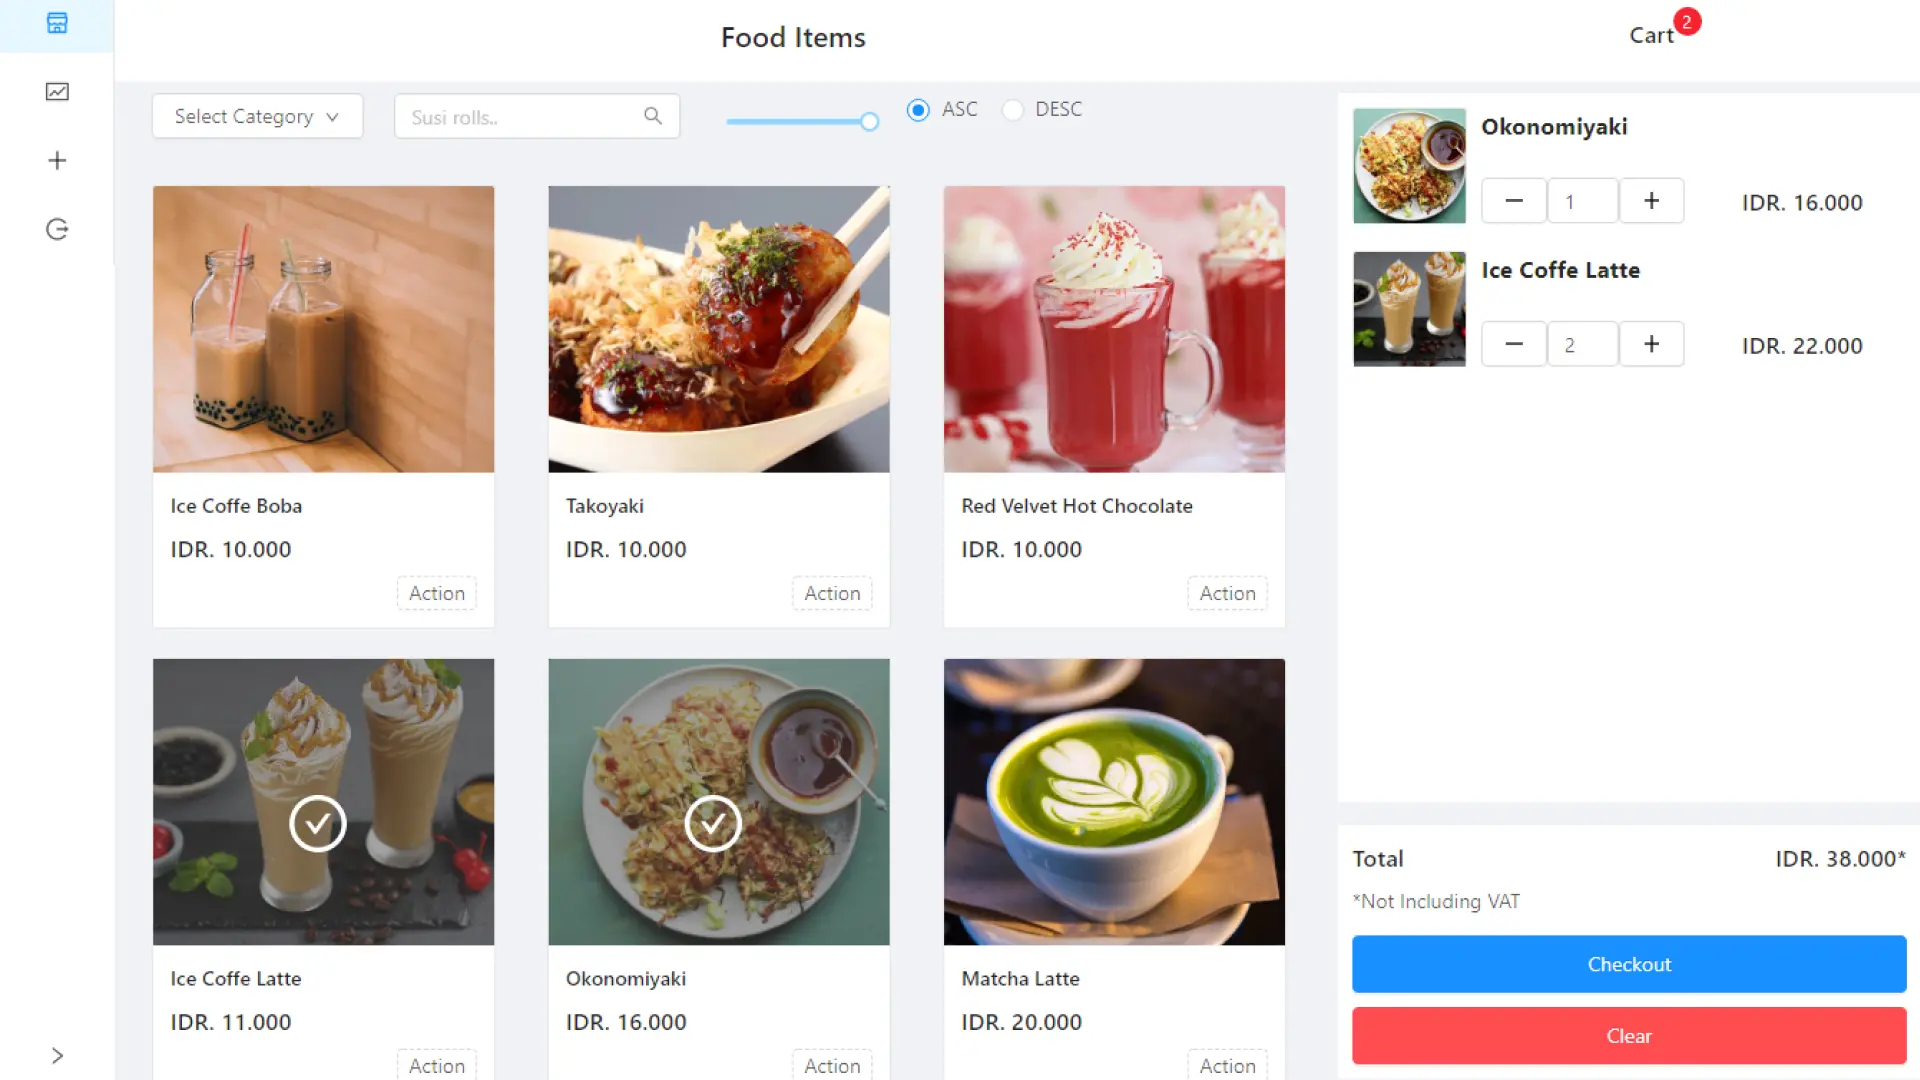 Food Items
Cart
2
Select Category
Susi rolls..
ASC
DESC
Ice Coffe Boba
IDR. 10.000
Action
Takoyaki
IDR. 10.000
Action
Red Velvet Hot Chocolate
IDR. 10.000
Action
Ice Coffe Latte
IDR. 11.000
Action
Okonomiyaki
IDR. 16.000
Action
Matcha Latte
IDR. 20.000
Action
Okonomiyaki
1
IDR. 16.000
Ice Coffe Latte
2
IDR. 22.000
Total
IDR. 38.000*
*Not Including VAT
Checkout
Clear